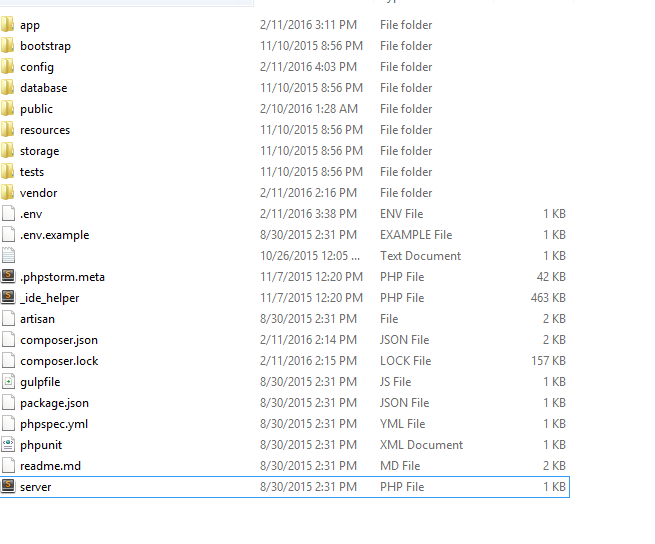 app 2/11/2016 3:11 PM File folder
bootstrap 11/10/2015 8:56 PM File folder
config 2/11/2016 4:03 PM File folder
database 11/10/2015 8:56 PM File folder
public 2/10/2016 1:28 AM File folder
resources 11/10/2015 8:56 PM File folder
storage 11/10/2015 8:56 PM File folder
tests 11/10/2015 8:56 PM File folder
vendor 2/11/2016 2:16 PM File folder
.env 2/11/2016 3:38 PM ENV File 1 KB
.env.example 8/30/2015 2:31 PM EXAMPLE File 1 KB
10/26/2015 12:05 ... Text Document 1 KB
.phpstorm.meta 11/7/2015 12:20 PM PHP File 42 KB
_ide_helper 11/7/2015 12:20 PM PHP File 463 KB
artisan 8/30/2015 2:31 PM File 2 KB
composer.json 2/11/2016 2:14 PM JSON File 2 KB
composer.lock 2/11/2016 2:15 PM LOCK File 157 KB
gulpfile 8/30/2015 2:31 PM JS File 1 KB
package.json 8/30/2015 2:31 PM JSON File 1 KB
phpspec.yml 8/30/2015 2:31 PM YML File 1 KB
phpunit 8/30/2015 2:31 PM XML Document 1 KB
readme.md 8/30/2015 2:31 PM MD File 2 KB
server 8/30/2015 2:31 PM PHP File 1 KB